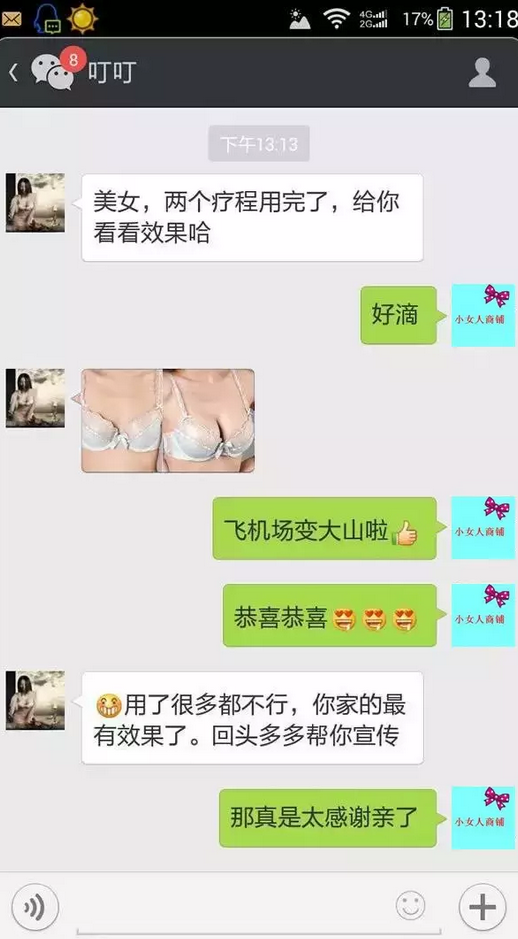 4G
2G
17%
13:18
8
叮叮
下午13:13
美女，两个疗程用完了，给你
看看效果哈
好滴
小女人商铺
飞机场变大山啦
小女人商铺
恭喜恭喜
小女人商铺
用了很多都不行，你家的最
有效果了。回头多多帮你宣传
那真是太感谢亲了
小女人商铺